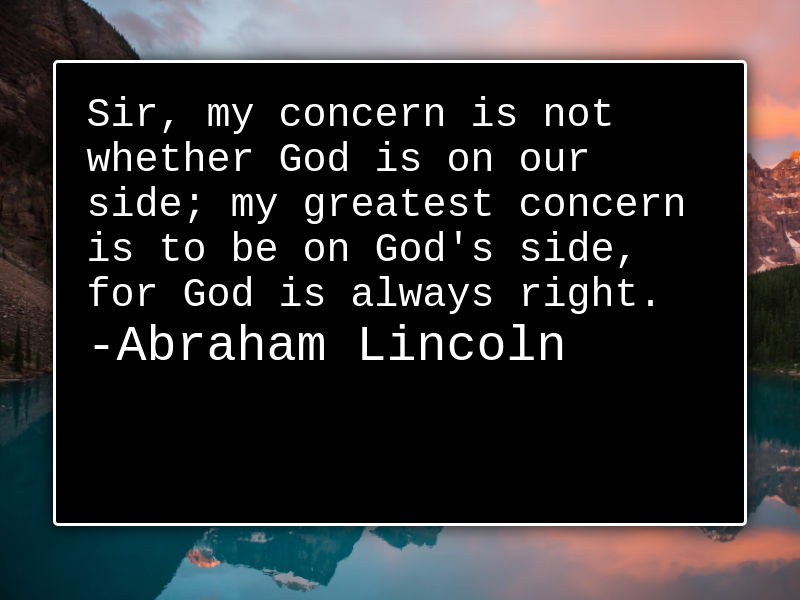 Sir, my concern is not
whether God is on our
side; my greatest concern
is to be on God's side,
for God is always right.
-Abraham Lincoln